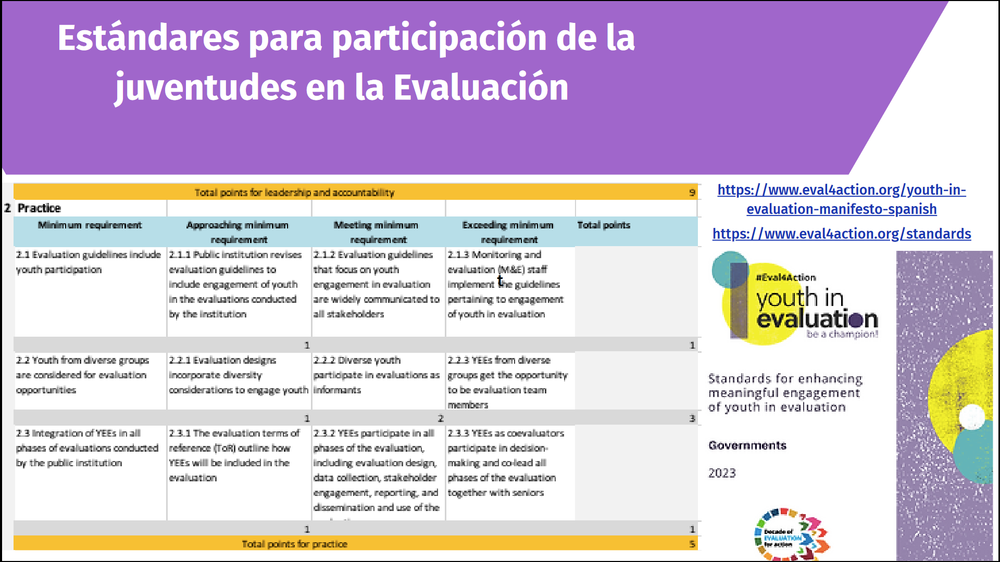 Estándares para participación de la
juventudes en la Evaluación
Total points for leadership and accountability 9
2 Practice
Minimum requirement
Approaching minimum
requirement
Meeting minimum
requirement
Exceeding minimum
requirement
Total points
2.1 Evaluation guidelines include
youth participation
2.1.1 Public institution revises
evaluation guidelines to
include engagement of youth
in the evaluations conducted
by the institution
2.1.2 Evaluation guidelines
that focus on youth
engagement in evaluation
are widely communicated to
all stakeholders
2.1.3 Monitoring and
evaluation (M&E) staff
implement the guidelines
pertaining to engagement
of youth in evaluation
t
1 1
2.2 Youth from diverse groups
are considered for evaluation
opportunities
2.2.1 Evaluation designs
incorporate diversity
considerations to engage youth
2.2.2 Diverse youth
participate in evaluations as
informants
2.2.3 YEEs from diverse
groups get the opportunity
to be evaluation team
members
1 2 3
2.3 Integration of YEEs in all
phases of evaluations conducted
by the public institution
2.3.1 The evaluation terms of
reference (ToR) outline how
YEEs will be included in the
evaluation
2.3.2 YEEs participate in all
phases of the evaluation,
including evaluation design,
data collection, stakeholder
engagement, reporting, and
dissemination and use of the
2.3.3 YEEs as coevaluators
participate in decision-
making and co-lead all
phases of the evaluation
together with seniors
1 1
Total points for practice 5
https://www.eval4action.org/youth-in-
evaluation-manifesto-spanish
https://www.eval4action.org/standards
#Eval4Action
youth in
evaluation
be a champion!
Standards for enhancing
meaningful engagement
of youth in evaluation
Governments
2023
Decade of
EVALUATION
for action